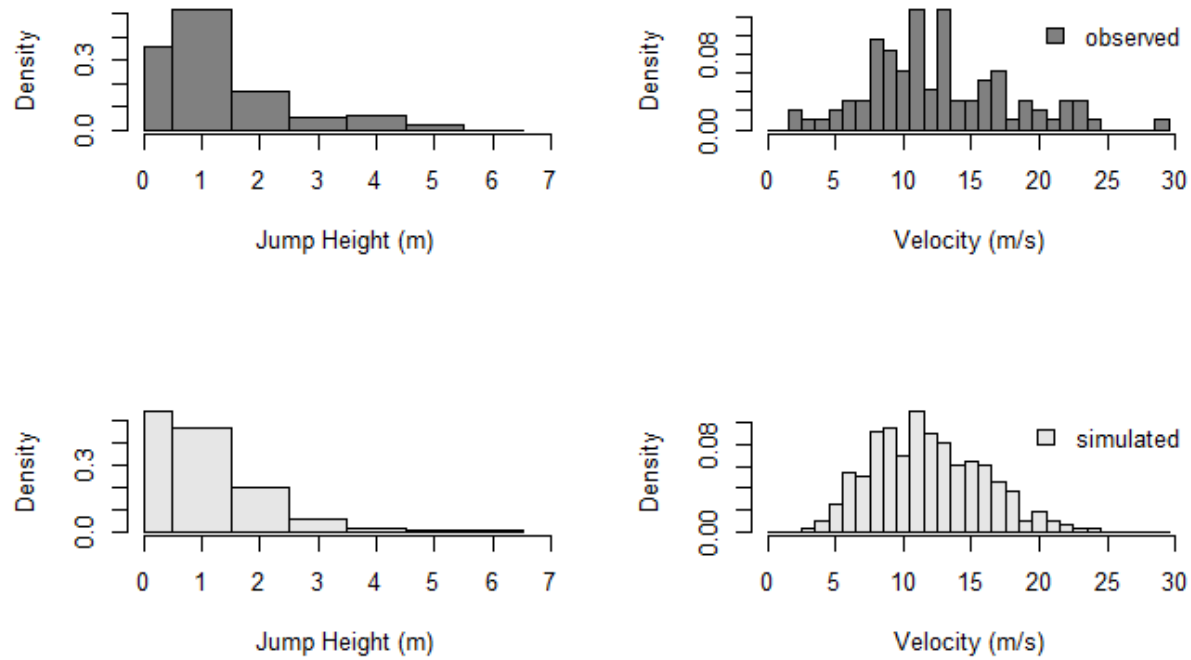 Density
0.0 0.3
0 1 2 3 4 5 6 7
Jump Height (m)
Density
0.00 0.08
observed
0 5 10 15 20 25 30
Velocity (m/s)
Density
0.0 0.3
0 1 2 3 4 5 6 7
Jump Height (m)
Density
0.00 0.08
simulated
0 5 10 15 20 25 30
Velocity (m/s)